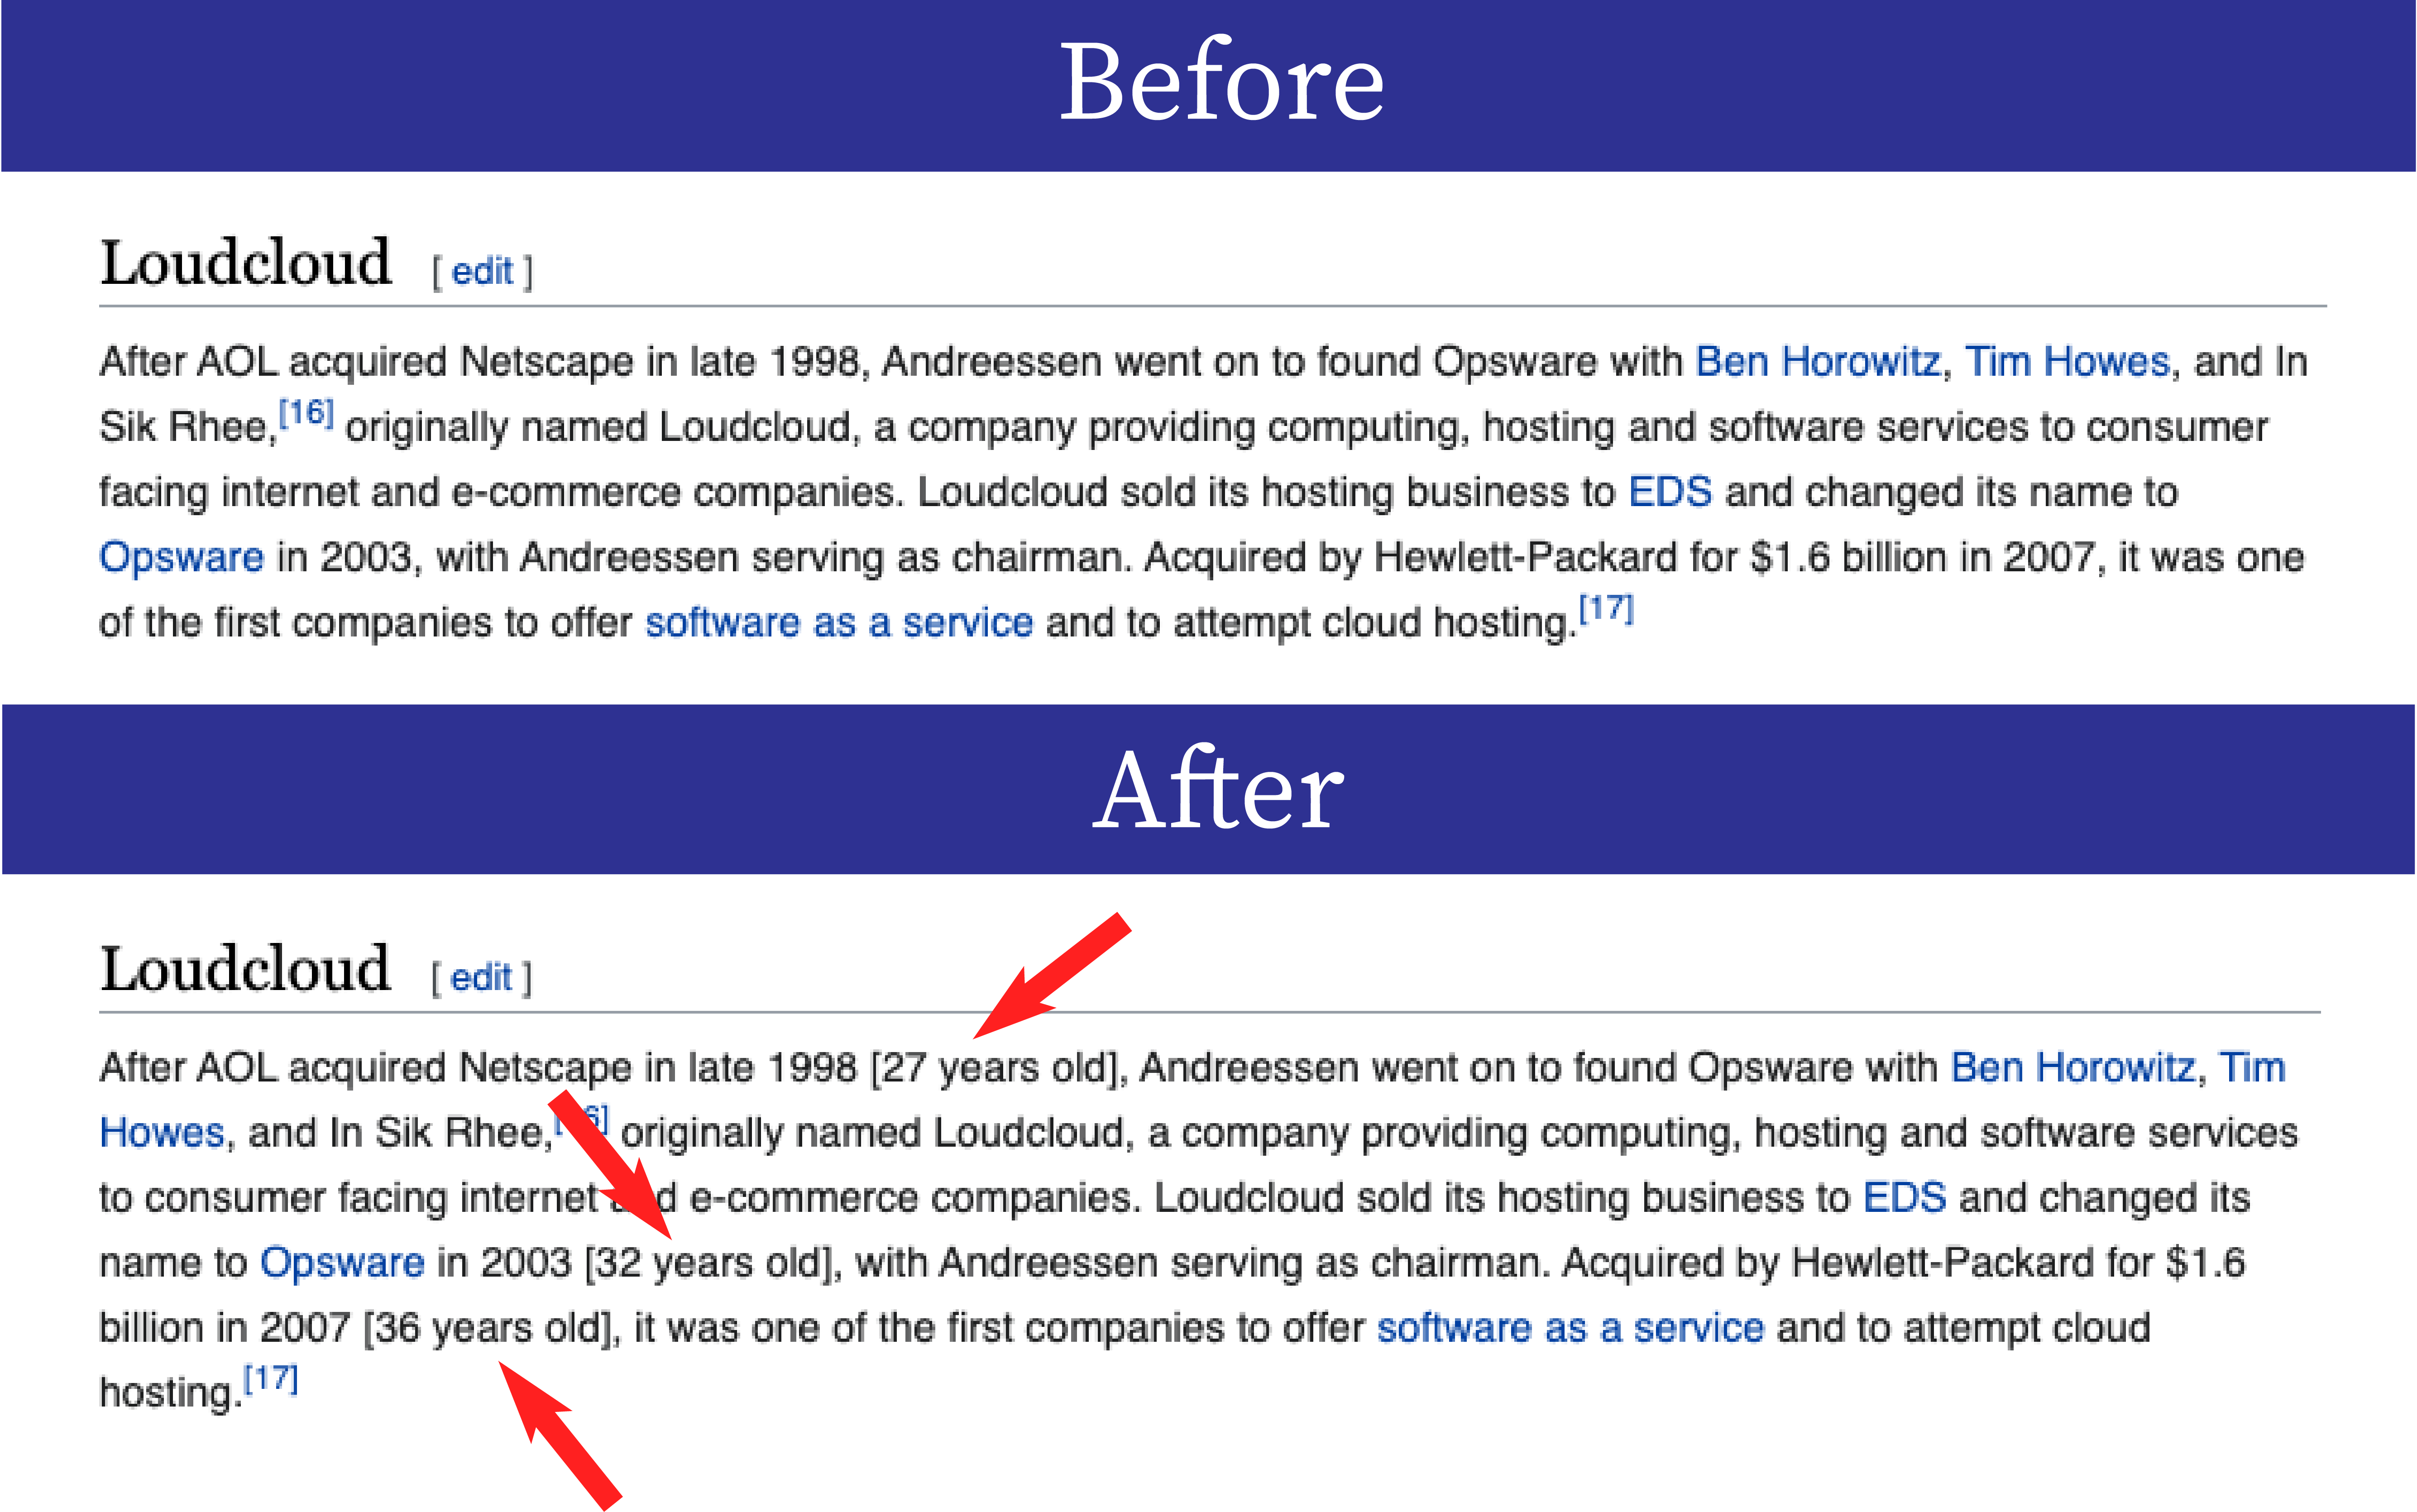 Before
Loudcloud [ edit ]
After AOL acquired Netscape in late 1998, Andreessen went on to found Opsware with Ben Horowitz, Tim Howes, and In
Sik Rhee,[16] originally named Loudcloud, a company providing computing, hosting and software services to consumer
facing internet and e-commerce companies. Loudcloud sold its hosting business to EDS and changed its name to
Opsware in 2003, with Andreessen serving as chairman. Acquired by Hewlett-Packard for $1.6 billion in 2007, it was one
of the first companies to offer software as a service and to attempt cloud hosting.[17]
After
Loudcloud [ edit ]
After AOL acquired Netscape in late 1998 [27 years old], Andreessen went on to found Opsware with Ben Horowitz, Tim
Howes, and In Sik Rhee, originally named Loudcloud, a company providing computing, hosting and software services
to consumer facing internet e-commerce companies. Loudcloud sold its hosting business to EDS and changed its
name to Opsware in 2003 [32 years old], with Andreessen serving as chairman. Acquired by Hewlett-Packard for $1.6
billion in 2007 [36 years old], it was one of the first companies to offer software as a service and to attempt cloud
hosting.[17]